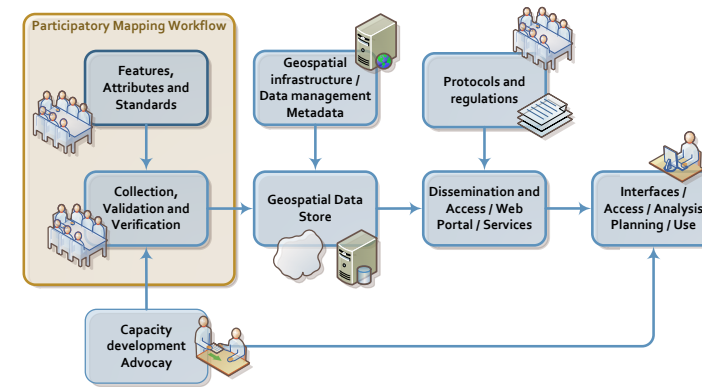 Participatory Mapping Workflow
Features,
Attributes and
Standards
Geospatial
infrastructure /
Data management
Metadata
Protocols and
regulations
Collection,
Validation and
Verification
Geospatial Data
Store
Dissemination and
Access / Web
Portal / Services
Interfaces /
Access / Analysis
Planning / Use
Capacity
development
Advocay